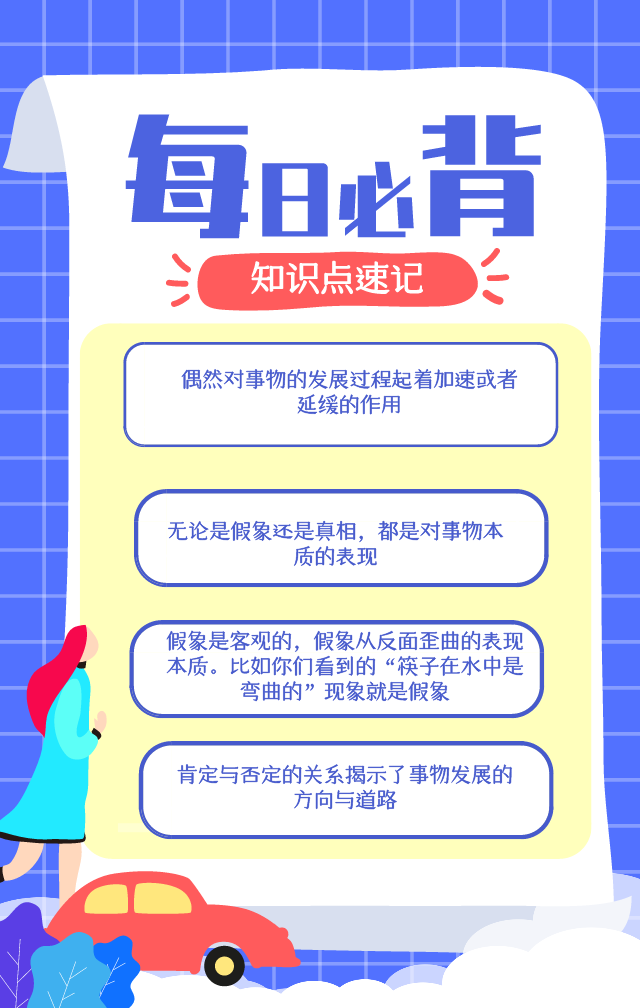 每日必背
知识点速记
偶然对事物的发展过程起着加速或者
延缓的作用
无论是假象还是真相，都是对事物本
质的表现
假象是客观的，假象从反面歪曲的表现
本质。比如你们看到的“筷子在水中是
弯曲的”现象就是假象
肯定与否定的关系揭示了事物发展的
方向与道路